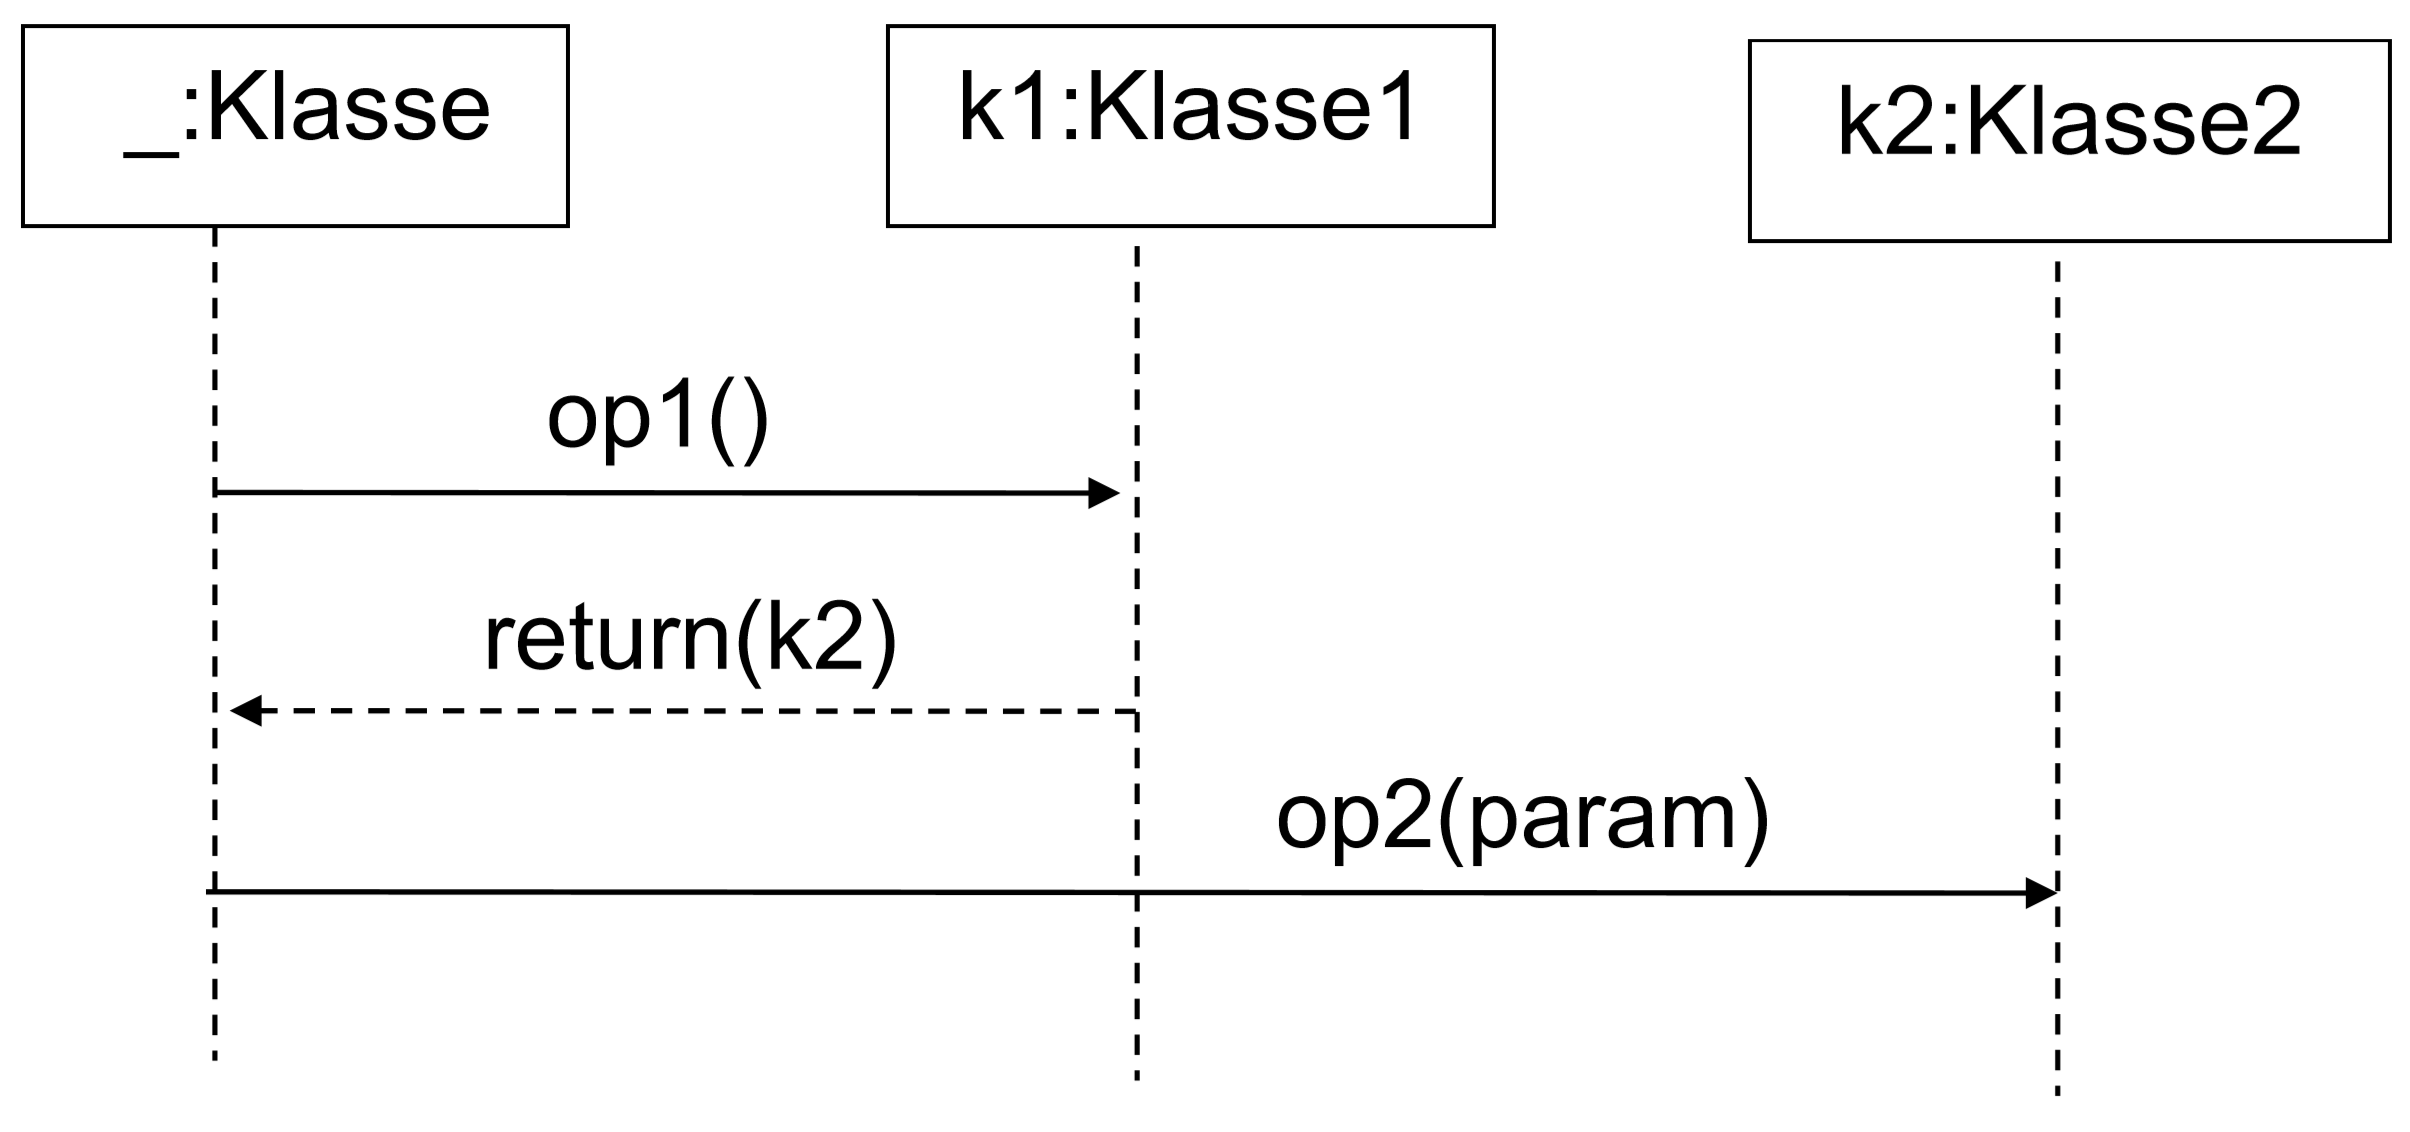 _:Klasse
k1:Klasse1
k2:Klasse2
op1()
return(k2)
op2(param)